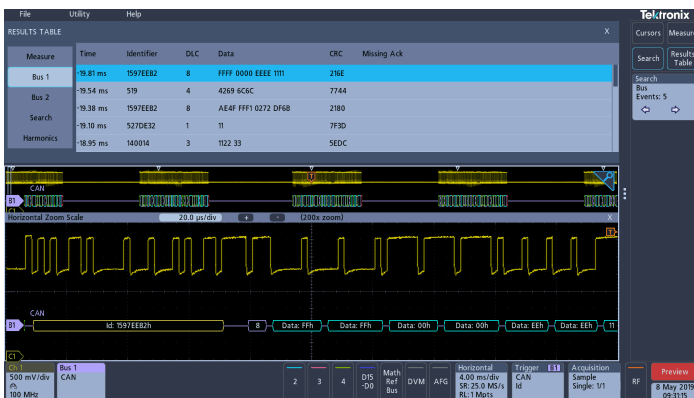 File Utility Help Tektronix
RESULTS TABLE X Cursors Measure
Measure Time Identifier DLC Data CRC Missing Ack
Bus 1 -19.81 ms 1597EEB2 8 FFFF 0000 EEEE 1111 216E Search Results Table
Bus 2 -19.54 ms 519 4 4269 6C6C 7744
-19.38 ms 1597EEB2 8 AE4F FFF1 0272 DF68 2180
Search -19.10 ms 527DE32 1 11 7F3D
Harmonics -18.95 ms 140014 3 1122 33 5EDC
Search
Bus
Events: 5
T
CAN
B1
C1
Horizontal Zoom Scale 20.0 µs/div + - (200x zoom) X
T
CAN
B1 Id: 1597EEB2h 8 Data: FFh Data: FFh Data: 00h Data: 00h Data: EEh Data: EEh 11
C1
Ch 1
500 mV/div
100 MHz
Bus 1
CAN
2 3 4 D15 -D0 Math Ref Bus DVM AFG
Horizontal
4.00 ms/div
SR: 25.0 MS/s
RL: 1 Mpts
Trigger B1
CAN
Id
Acquisition
Sample
Single: 1/1
RF
Preview
8 May 2019
09:31:15